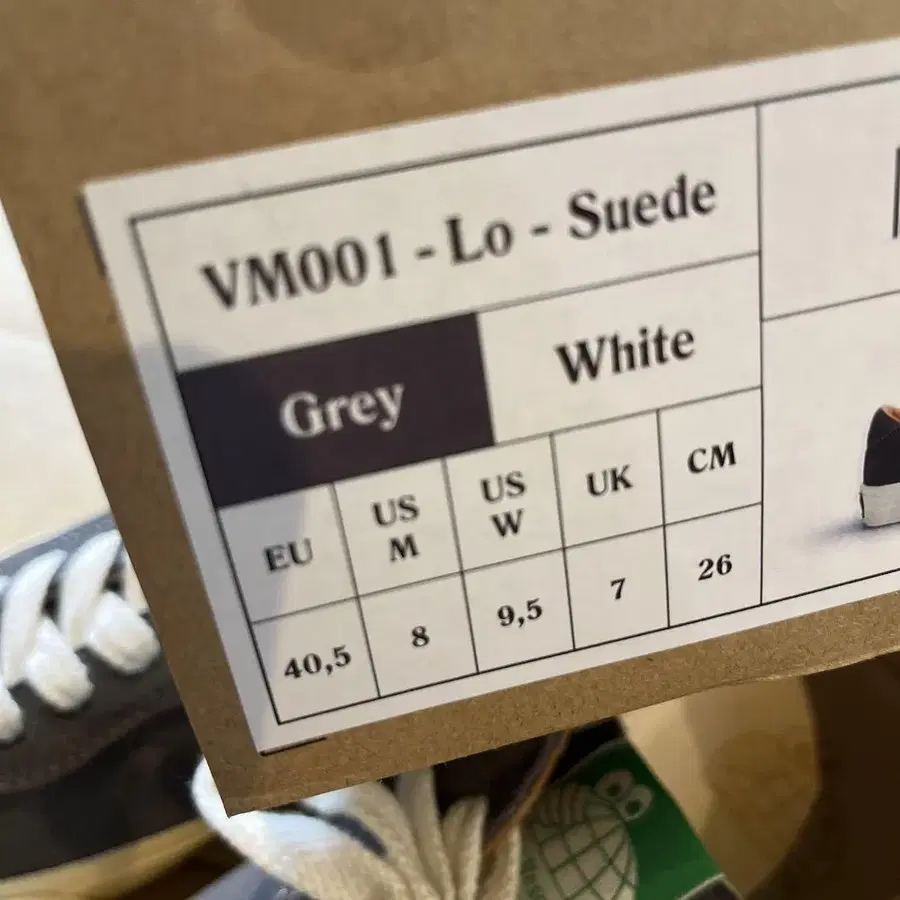 VM001 - Lo - Suede
Grey White
EU US M US W UK CM
40,5 8 9,5 7 26